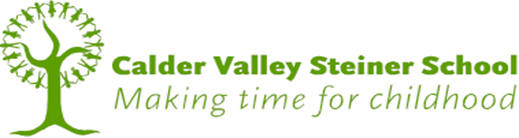 Calder Valley Steiner School
Making time for childhood